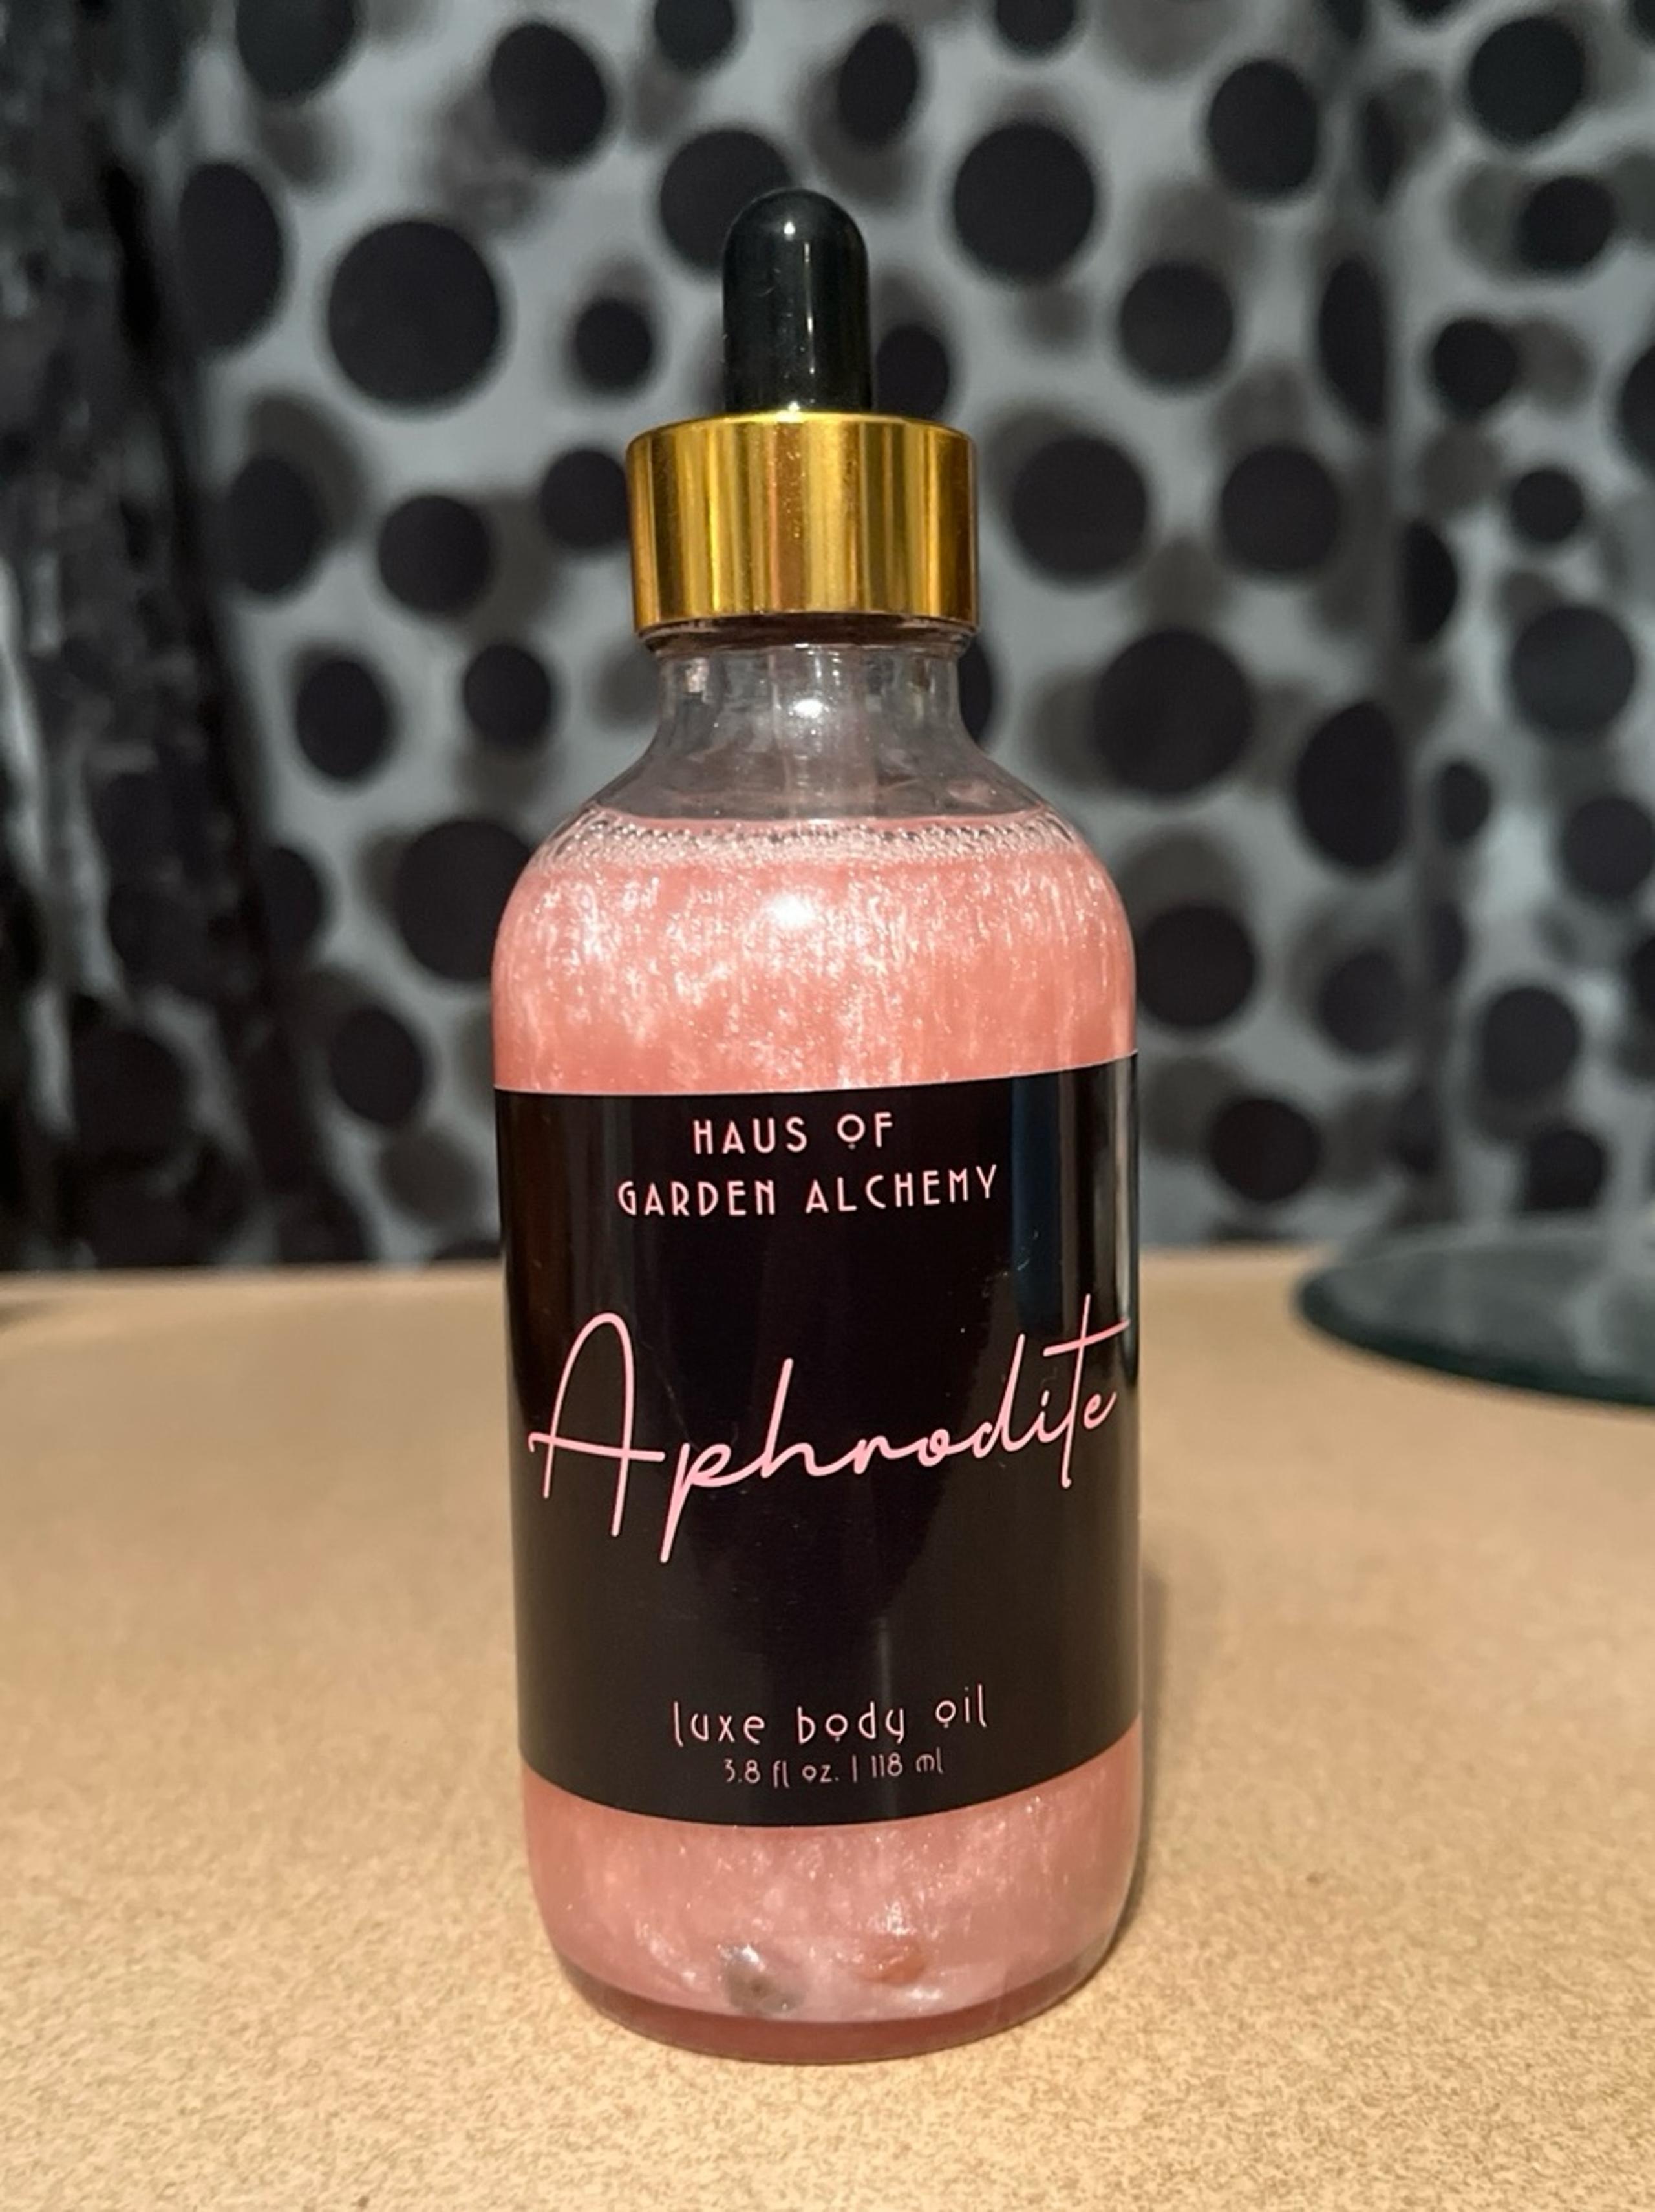 HAUS OF
GARDEN ALCHEMY
Aphrodite
luxe body oil
3.8 fl oz. | 118 ml